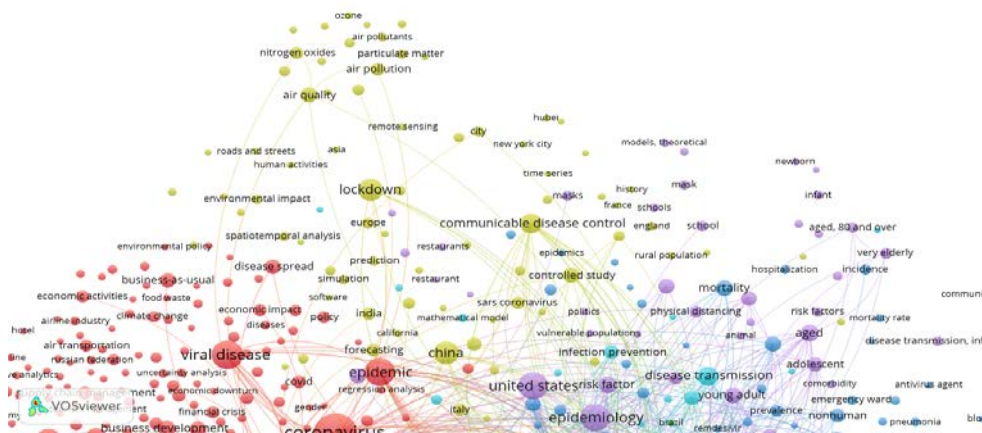 ozone
air pollutants
nitrogen oxides
particulate matter
air pollution
air quality
hubei
remote sensing
city
new york city
models, theoretical
roads and streets
asia
human activities
newborn
time series
lockdown
masks
history
mask
infant
environmental impact
france
schools
communicable disease control
england
school
aged, 80 and over
europe
spatiotemporal analysis
environmental policy
restaurants
epidemics
rural population
very elderly
prediction
disease spread
business-as-usual
simulation
restaurant
controlled study
hospitalization
incidence
mortality
economic activities
food waste
software
sars coronavirus
climate change
economic impact
policy
india
california
mathematical model
politics
physical distancing
risk factors
mortality rate
hotel
airline industry
diseases
vulnerable populations
animal
aged
air transportation
russian federation
viral disease
forecasting
china
infection prevention
disease transmission, inf
adolescent
uncertainty analysis
epidemic
disease transmission
covid
regression analysis
united states
risk factor
young adult
comorbidity
antivirus agent
economic downturn
emergency ward
VOSviewer
financial crisis
gender
italy
epidemiology
prevalence
nonhuman
business development
coronavirus
brazil
remdesivir
pneumonia